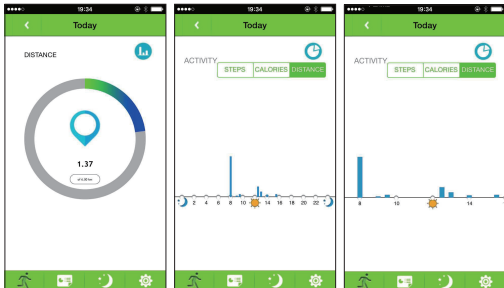 19:34
Today
DISTANCE
1.37
19:34
Today
ACTIVITY
STEPS CALORIES DISTANCE
2 4 6 8 10 12 14 16 18 20 22
19:34
Today
ACTIVITY
STEPS CALORIES DISTANCE
8 10 14